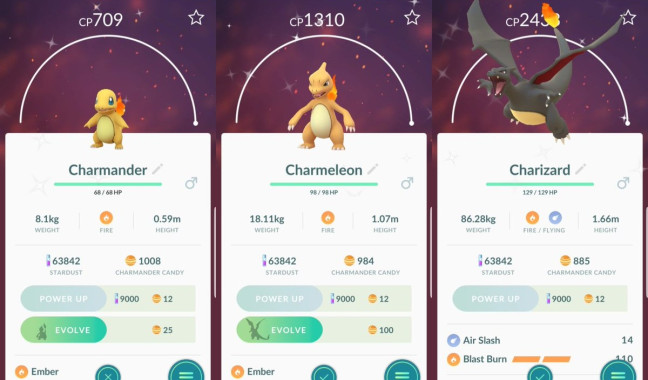 CP709
Charmander
68 / 68 HP
8.1kg
WEIGHT
FIRE
0.59m
HEIGHT
63842
STARDUST
1008
CHARMANDER CANDY
POWER UP
9000
12
EVOLVE
25
Ember
CP1310
Charmeleon
98 / 98 HP
18.11kg
WEIGHT
FIRE
1.07m
HEIGHT
63842
STARDUST
984
CHARMANDER CANDY
POWER UP
9000
12
EVOLVE
100
Ember
Charizard
129 / 129 HP
86.28kg
WEIGHT
FIRE / FLYING
1.66m
HEIGHT
63842
STARDUST
885
CHARMANDER CANDY
POWER UP
9000
12
Air Slash 14
Blast Burn 110